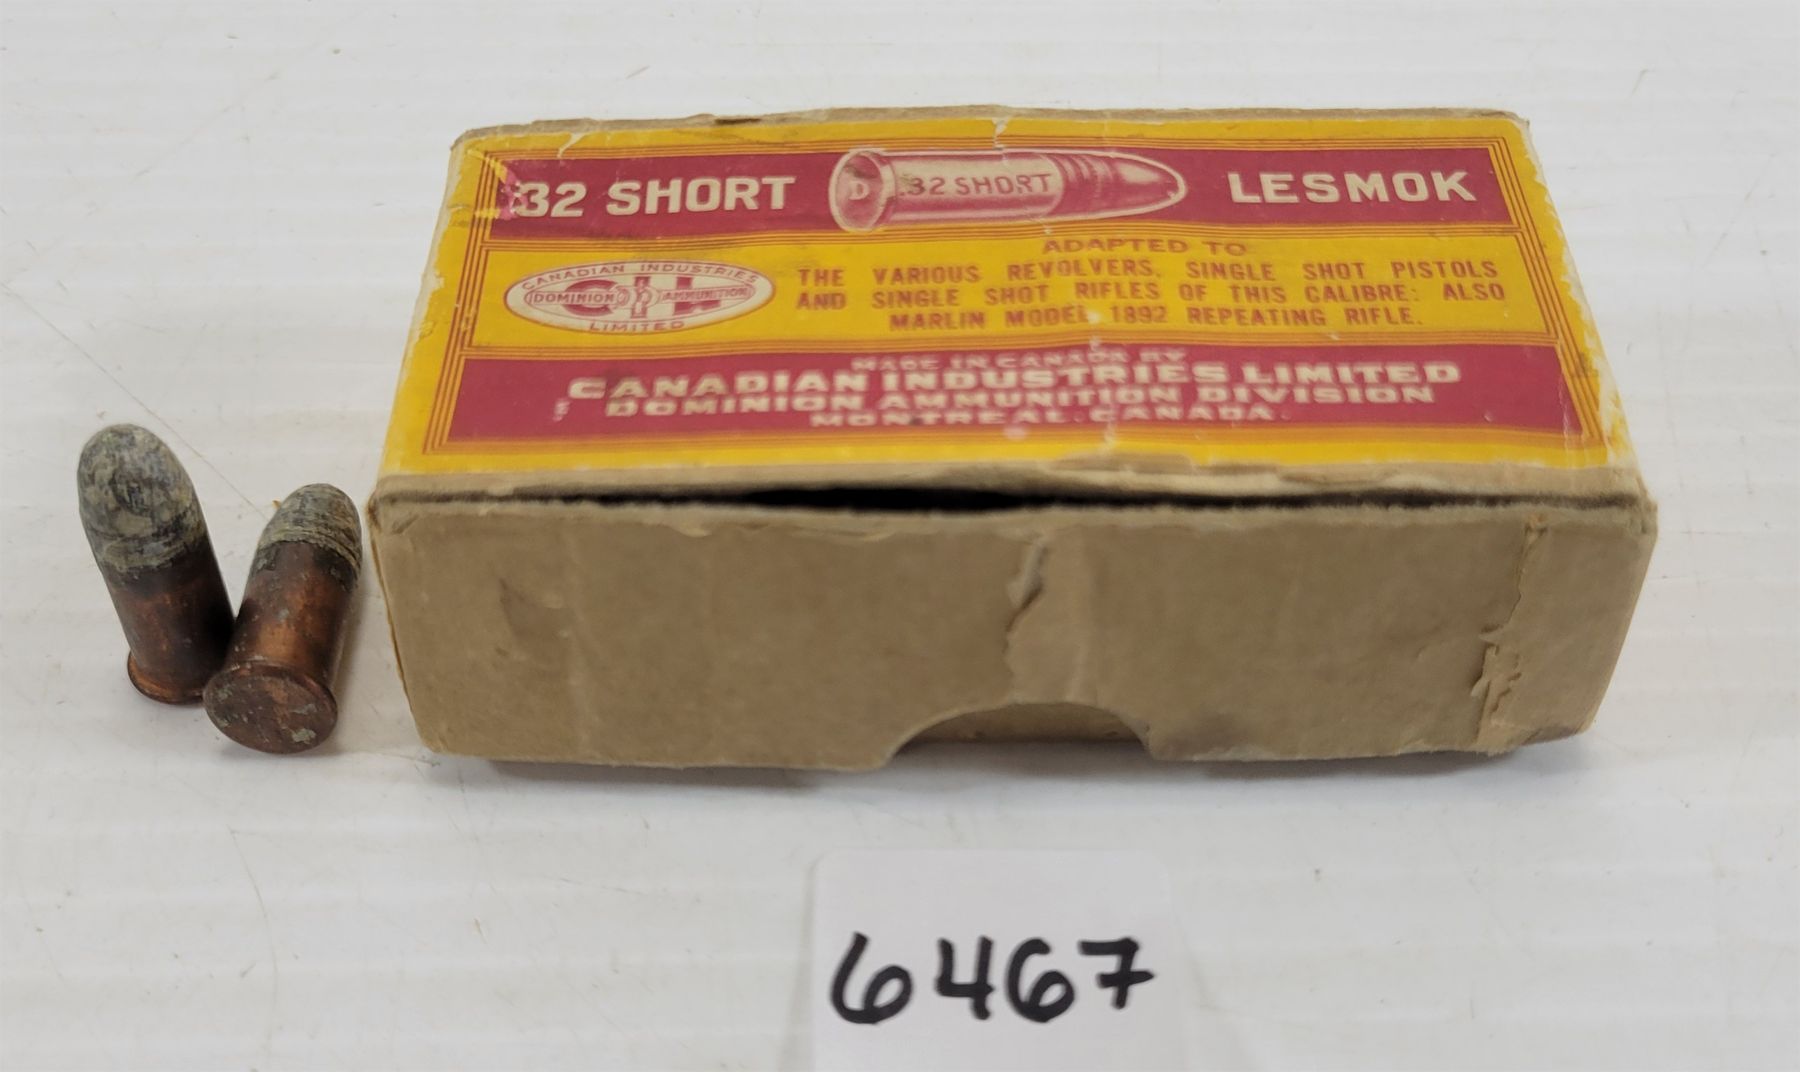 .32 SHORT
D .32 SHORT
LESMOK
CANADIAN INDUSTRIES
DOMINION AMMUNITION
CIL
LIMITED
ADAPTED TO
THE VARIOUS REVOLVERS, SINGLE SHOT PISTOLS
AND SINGLE SHOT RIFLES OF THIS CALIBRE: ALSO
MARLIN MODEL 1892 REPEATING RIFLE.
MADE IN CANADA BY
CANADIAN INDUSTRIES LIMITED
DOMINION AMMUNITION DIVISION
MONTREAL, CANADA.
6467